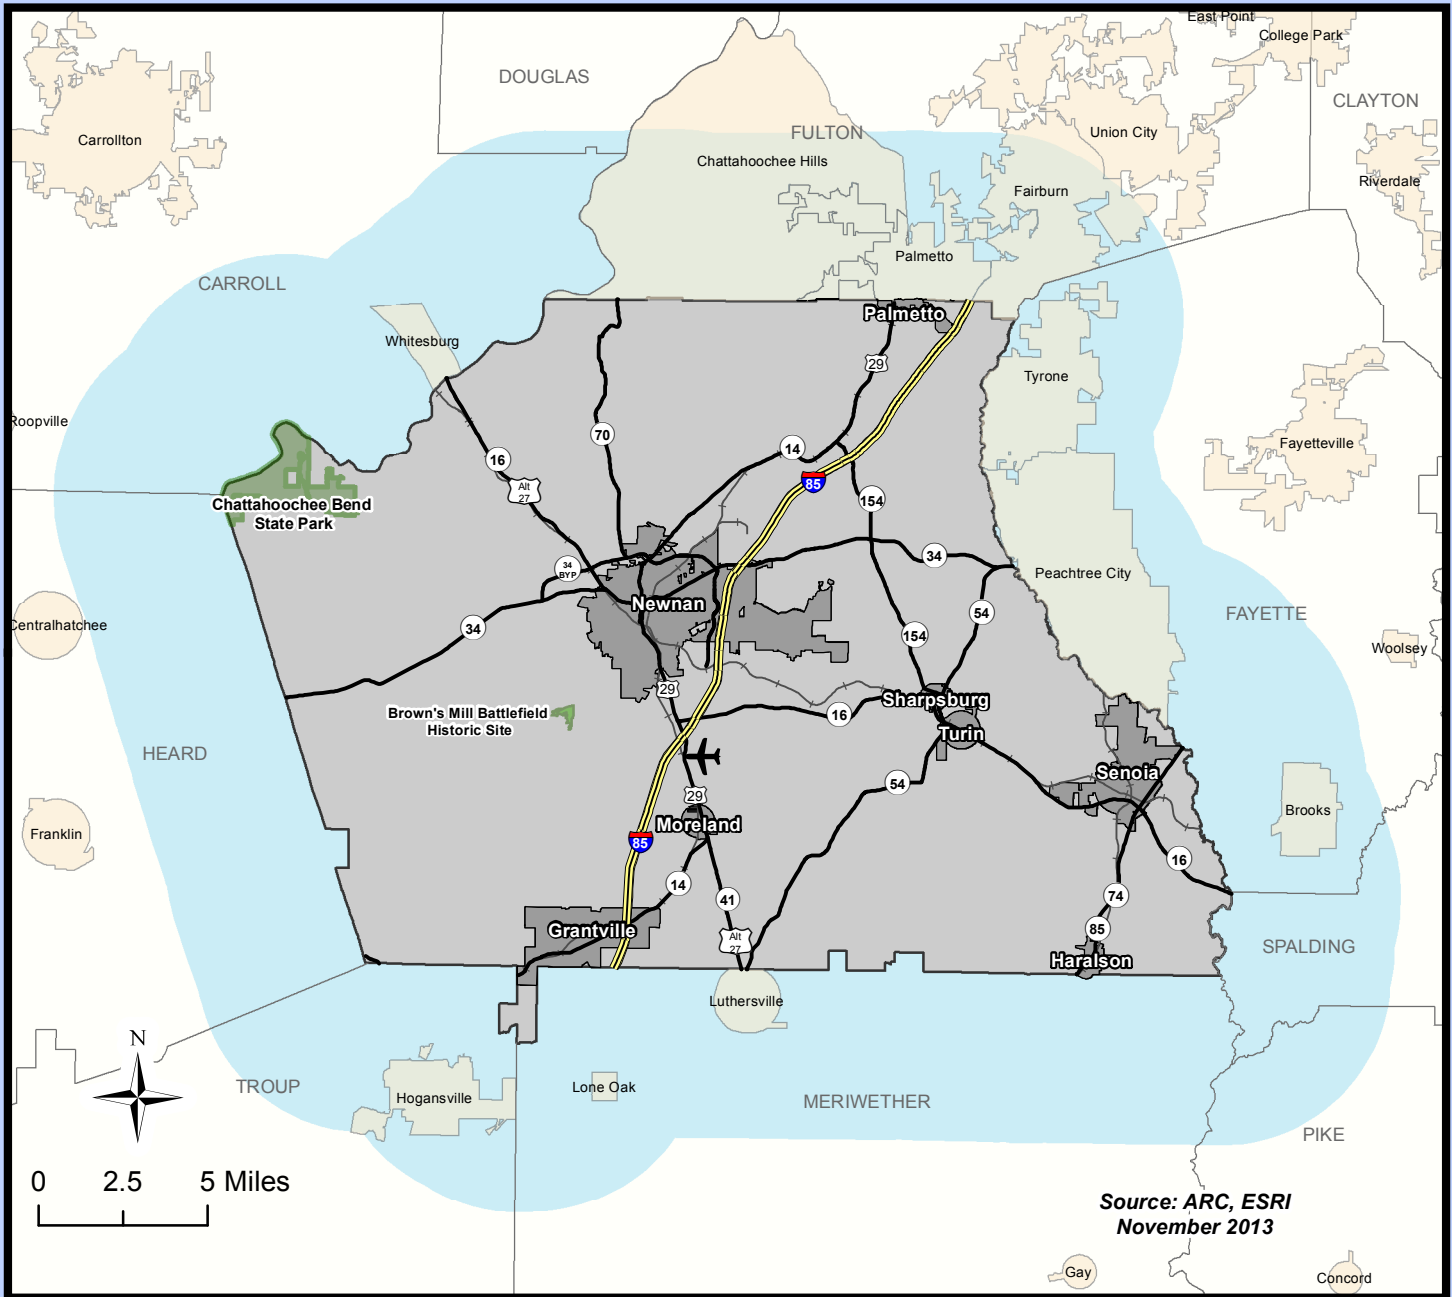 East Point
College Park
DOUGLAS
CLAYTON
FULTON
Union City
Carrollton
Chattahoochee Hills
Riverdale
Fairburn
Palmetto
CARROLL
Palmetto
Whitesburg
29
Tyrone
Roopville
70
14
Fayetteville
16
85
Alt
27
154
Chattahoochee Bend
State Park
34
34
BYP
Peachtree City
Newnan
54
FAYETTE
Centralhatchee
34
154
Woolsey
29
Sharpsburg
Brown's Mill Battlefield
Historic Site
16
Turin
HEARD
Senoia
54
29
Brooks
Moreland
Franklin
85
16
14
74
41
Grantville
85
Alt
27
SPALDING
Haralson
Luthersville
N
TROUP
Lone Oak
Hogansville
MERIWETHER
PIKE
0 2.5 5 Miles
Source: ARC, ESRI
November 2013
Gay
Concord